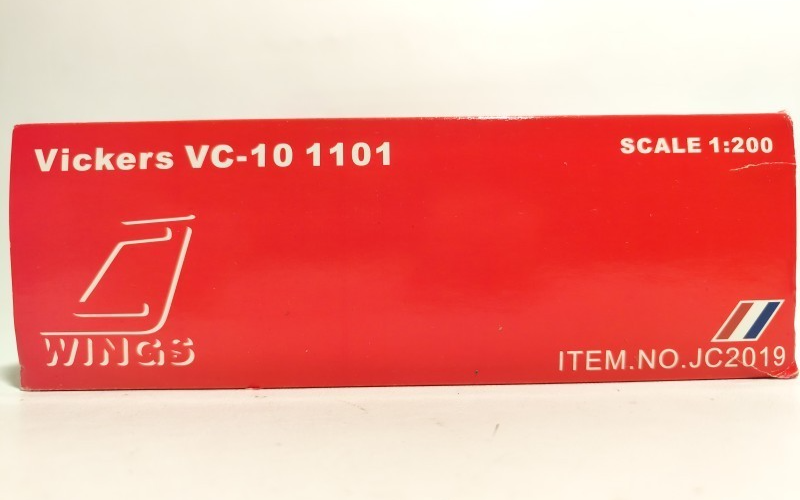 Vickers VC-10 1101
SCALE 1:200
WINGS
ITEM.NO.JC2019